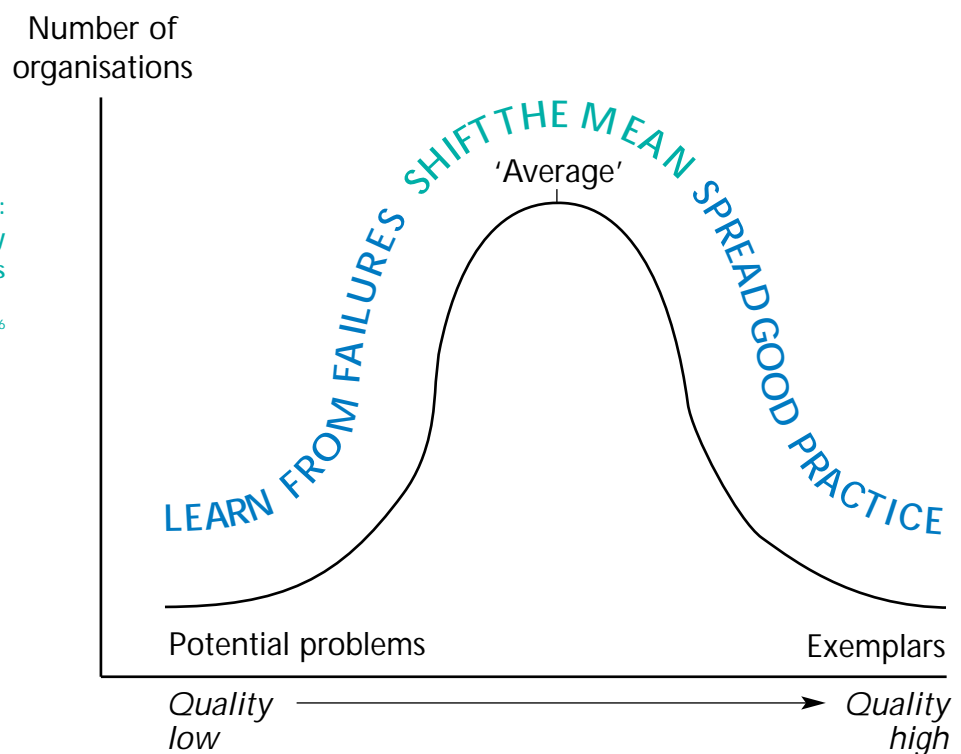 Number of
organisations
:
y
s
6
LEARN FROM FAILURES SHIFT THE MEAN SPREAD GOOD PRACTICE
'Average'
Potential problems
Exemplars
Quality
low
Quality
high